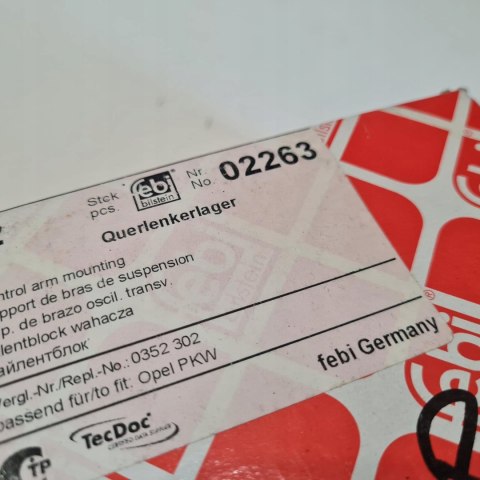 Stck
pcs.
febi
bilstein
Nr.
No.
02263
Querlenkerlager
ntrol arm mounting
pport de bras de suspension
p. de brazo oscil. transv.
lentblock wahacza
айлентблок
ergl.-Nr./Repl.-No.: 0352 302
passend für/to fit: Opel PKW
febi Germany
TecDoc
febi